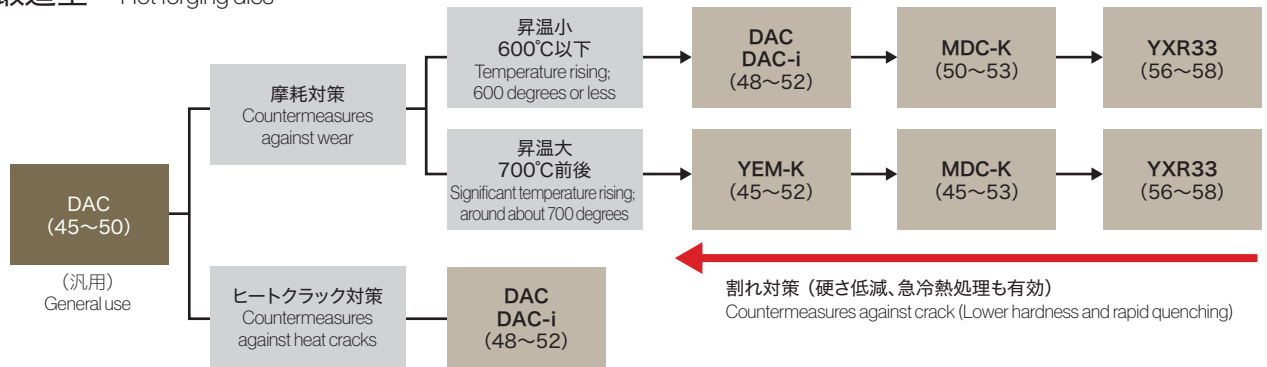 Hot forging dies
DAC
（45～50）
（汎用）
General use
摩耗対策
Countermeasures
against wear
昇温小
600℃以下
Temperature rising;
600 degrees or less
DAC
DAC-i
（48～52）
MDC-K
（50～53）
YXR33
（56～58）
昇温大
700℃前後
Significant temperature rising;
around about 700 degrees
YEM-K
（45～52）
MDC-K
（45～53）
YXR33
（56～58）
ヒートクラック対策
Countermeasures
against heat cracks
DAC
DAC-i
（48～52）
割れ対策（硬さ低減、急冷熱処理も有効）
Countermeasures against crack (Lower hardness and rapid quenching)